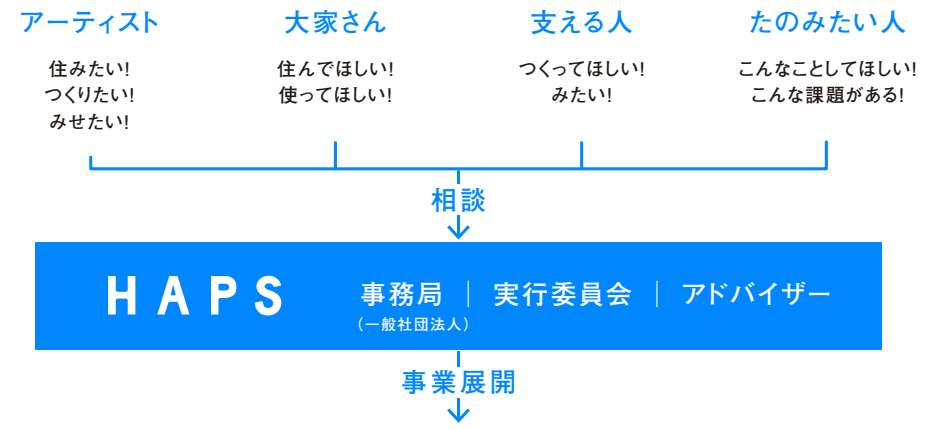 アーティスト
住みたい!
つくりたい!
みせたい!
大家さん
住んでほしい!
使ってほしい!
支える人
つくってほしい!
みたい!
たのみたい人
こんなことしてほしい!
こんな課題がある!
相談
HAPS 事務局｜実行委員会｜アドバイザー
(一般社団法人)
事業展開